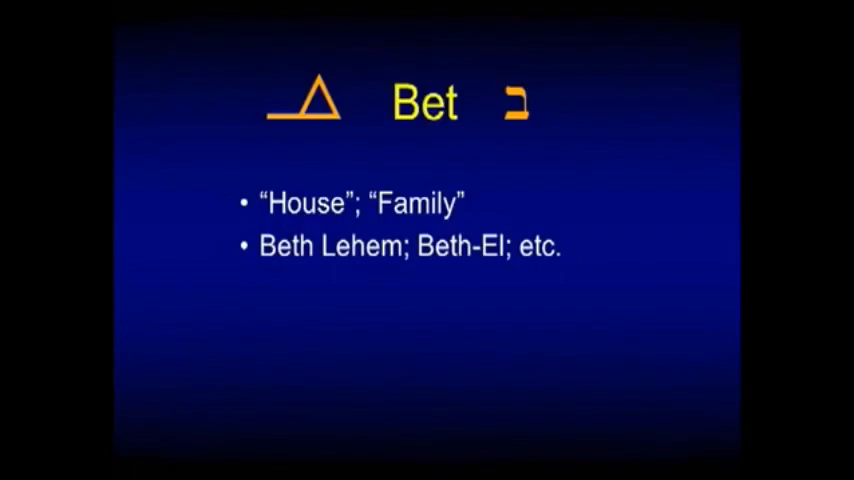 Bet ב
• “House”; “Family”
• Beth Lehem; Beth-El; etc.